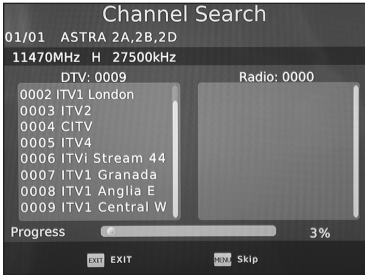 Channel Search
01/01 ASTRA 2A,2B,2D
11470MHz H 27500kHz
DTV: 0009 Radio: 0000
0002 ITV1 London
0003 ITV2
0004 CITV
0005 ITV4
0006 ITVi Stream 44
0007 ITV1 Granada
0008 ITV1 Anglia E
0009 ITV1 Central W
Progress 3%
EXIT EXIT MENU Skip